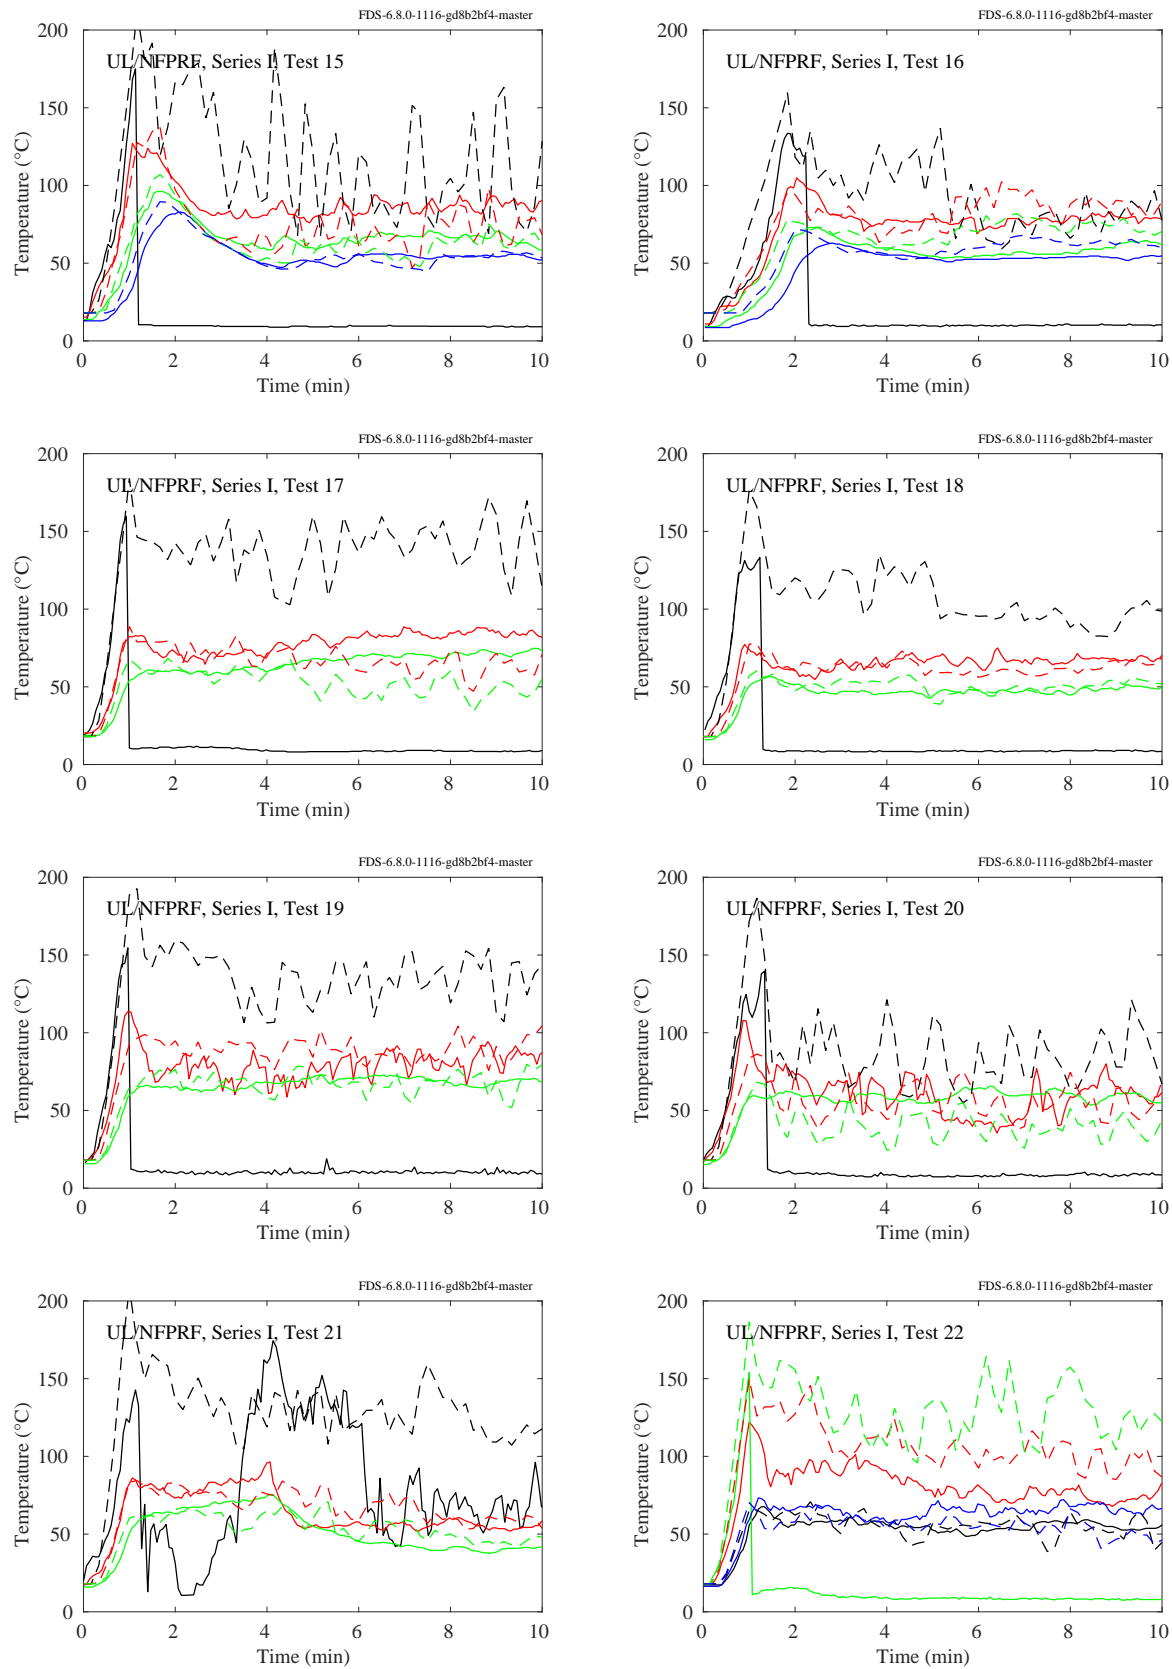 FDS-6.8.0-1116-gd8b2bf4-master
UL/NFPRF, Series I, Test 15
Temperature (°C)
200
150
100
50
0
0 2 4 6 8 10
Time (min)
FDS-6.8.0-1116-gd8b2bf4-master
UL/NFPRF, Series I, Test 16
Temperature (°C)
200
150
100
50
0
0 2 4 6 8 10
Time (min)
FDS-6.8.0-1116-gd8b2bf4-master
UL/NFPRF, Series I, Test 17
Temperature (°C)
200
150
100
50
0
0 2 4 6 8 10
Time (min)
FDS-6.8.0-1116-gd8b2bf4-master
UL/NFPRF, Series I, Test 18
Temperature (°C)
200
150
100
50
0
0 2 4 6 8 10
Time (min)
FDS-6.8.0-1116-gd8b2bf4-master
UL/NFPRF, Series I, Test 19
Temperature (°C)
200
150
100
50
0
0 2 4 6 8 10
Time (min)
FDS-6.8.0-1116-gd8b2bf4-master
UL/NFPRF, Series I, Test 20
Temperature (°C)
200
150
100
50
0
0 2 4 6 8 10
Time (min)
FDS-6.8.0-1116-gd8b2bf4-master
UL/NFPRF, Series I, Test 21
Temperature (°C)
200
150
100
50
0
0 2 4 6 8 10
Time (min)
FDS-6.8.0-1116-gd8b2bf4-master
UL/NFPRF, Series I, Test 22
Temperature (°C)
200
150
100
50
0
0 2 4 6 8 10
Time (min)